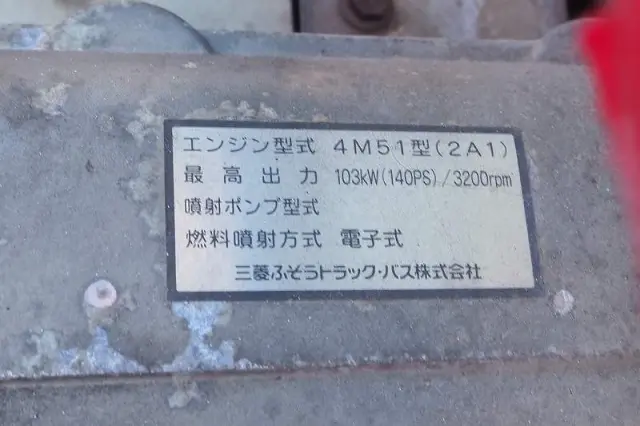 エンジン型式 4M51型(2A1)
最高出力 103kW(140PS)/3200rpm
噴射ポンプ型式
燃料噴射方式 電子式
三菱ふそうトラック・バス株式会社